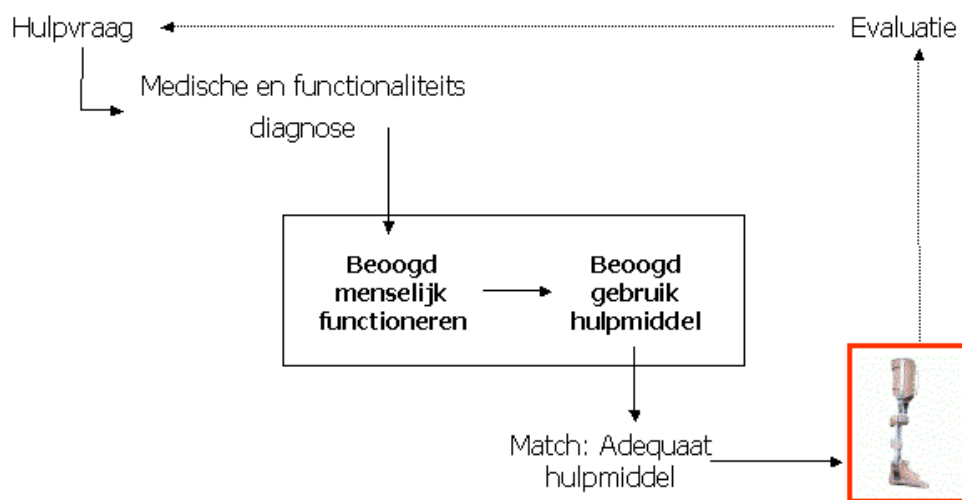 Hulpvraag
Evaluatie
Medische en functionaliteits
diagnose
Beoogd
menselijk
functioneren
Beoogd
gebruik
hulpmiddel
Match: Adequaat
hulpmiddel